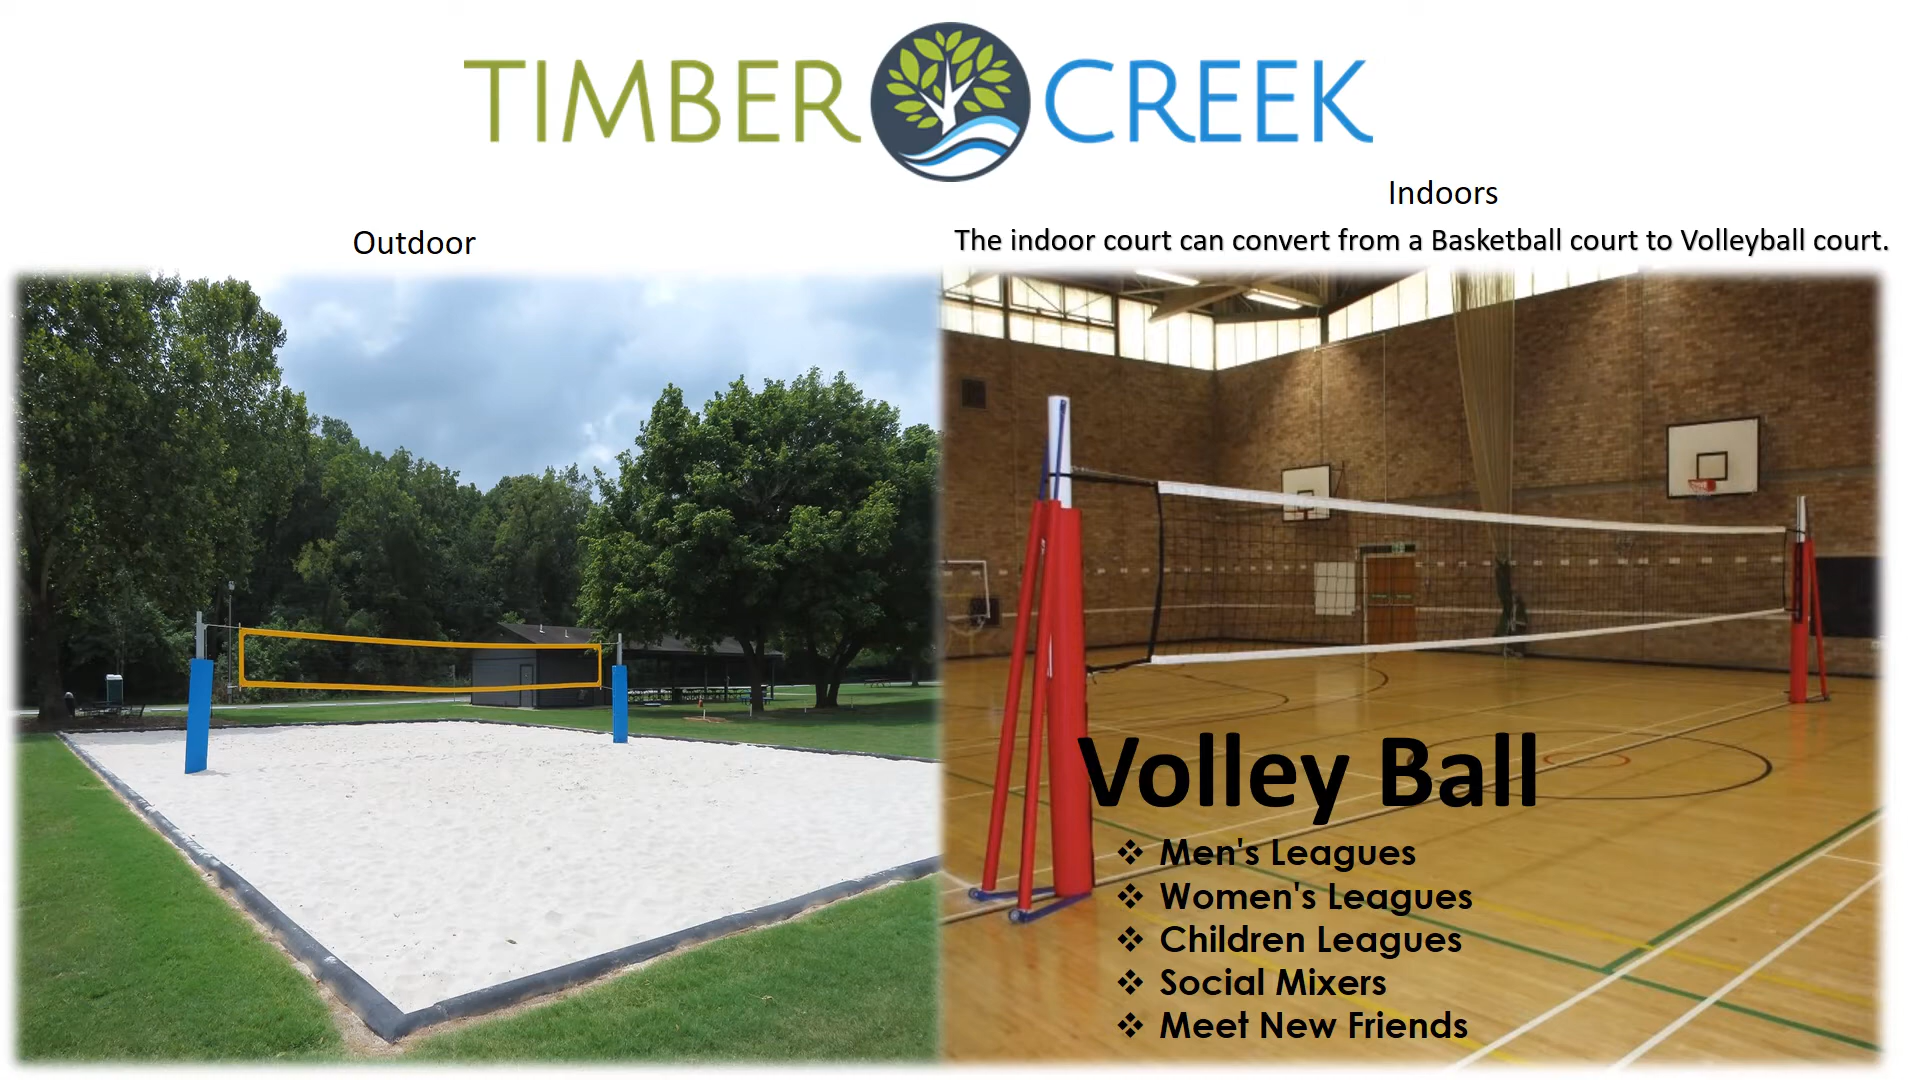 TIMBER CREEK
Indoors
Outdoor
The indoor court can convert from a Basketball court to Volleyball court.
Volley Ball
❖ Men's Leagues
❖ Women's Leagues
❖ Children Leagues
❖ Social Mixers
❖ Meet New Friends